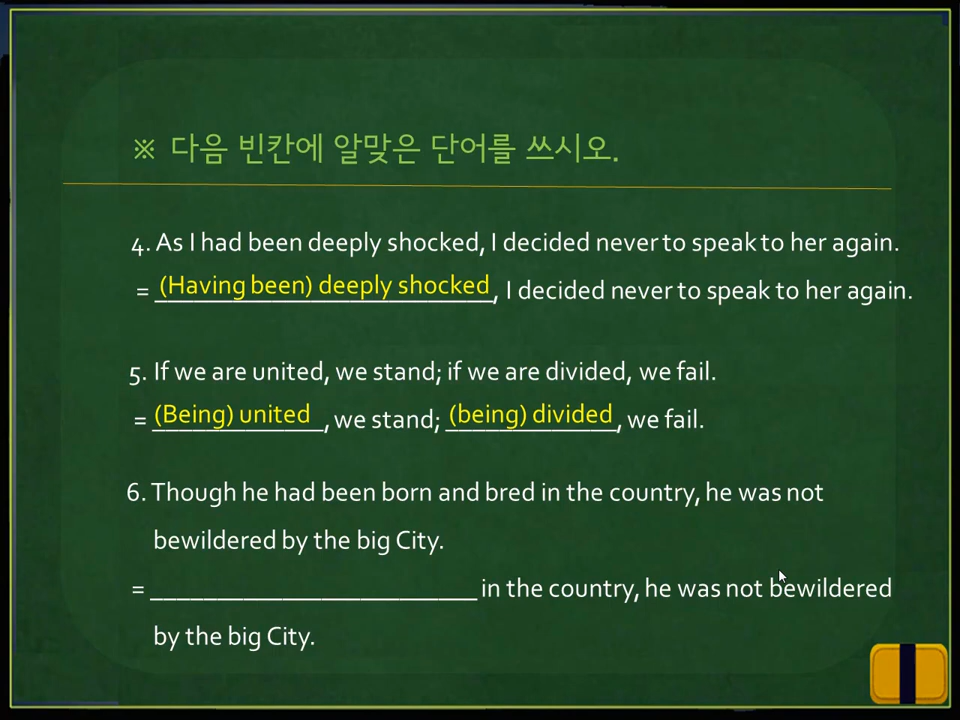 ※ 다음 빈칸에 알맞은 단어를 쓰시오.
4. As I had been deeply shocked, I decided never to speak to her again.
= (Having been) deeply shocked, I decided never to speak to her again.
5. If we are united, we stand; if we are divided, we fail.
= (Being) united, we stand; (being) divided, we fail.
6. Though he had been born and bred in the country, he was not
bewildered by the big City.
= _________________________ in the country, he was not bewildered
by the big City.